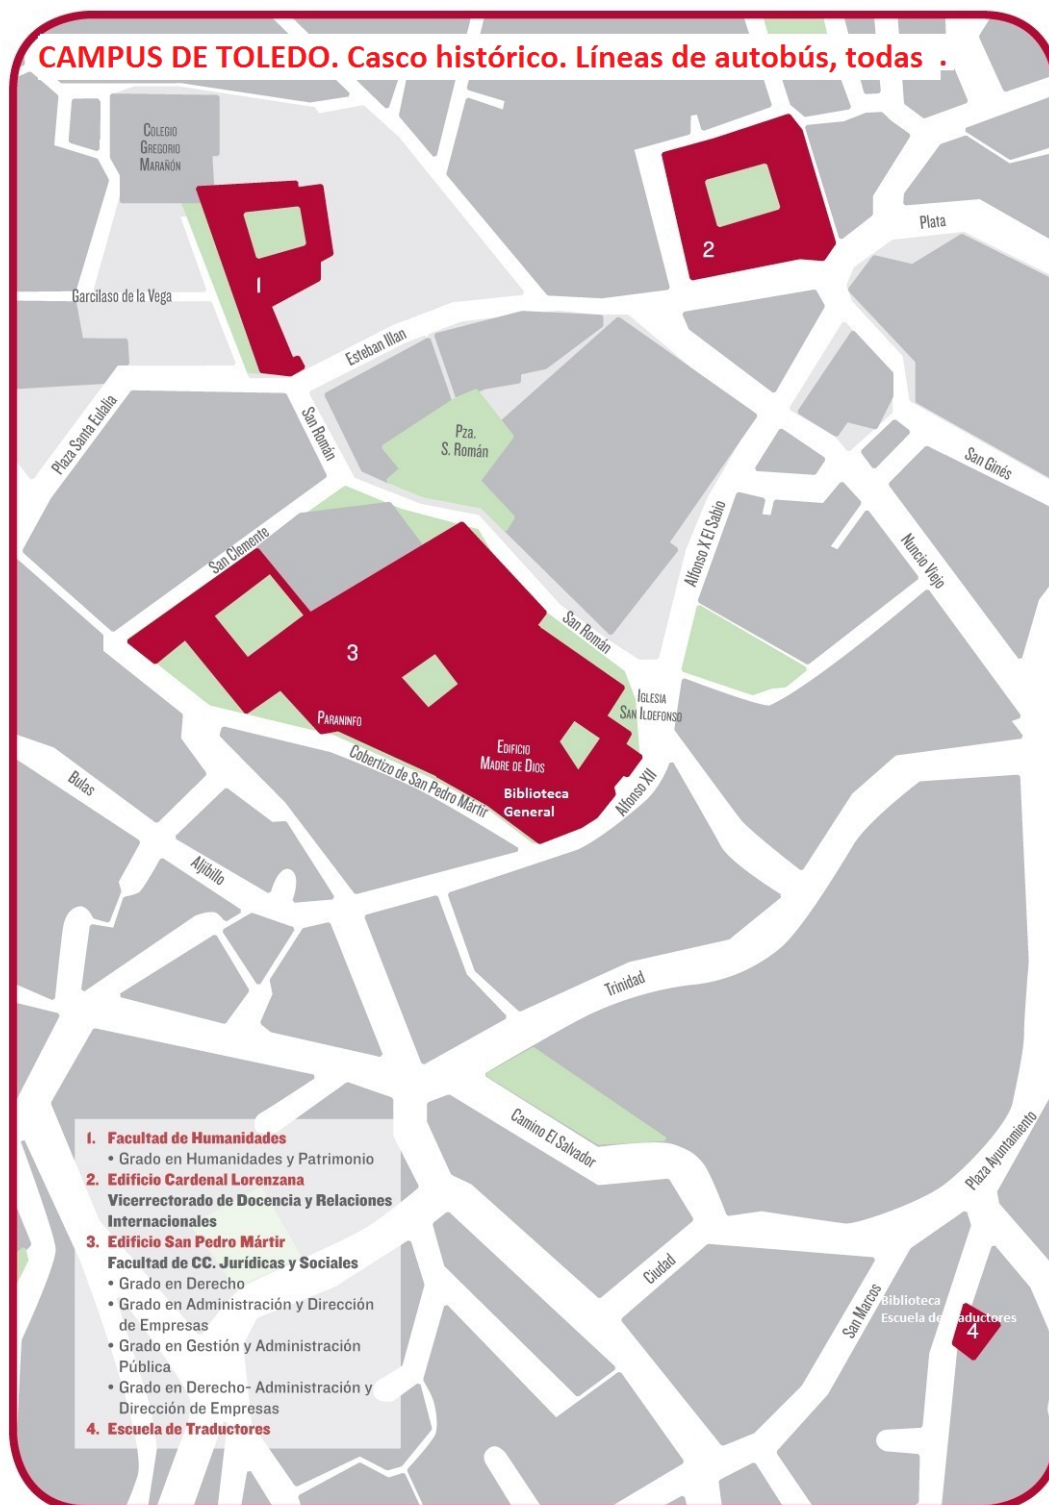 CAMPUS DE TOLEDO. Casco histórico. Líneas de autobús, todas .
COLEGIO
GREGORIO
MARAÑÓN
2
Plata
1
Garcilaso de la Vega
Esteban Illan
Plaza Santa Eulalia
San Román
Pza.
S. Román
San Ginés
San Clemente
Alfonso X El Sabio
Nuncio Viejo
San Román
3
IGLESIA
SAN ILDEFONSO
PARANINFO
EDIFICIO
MADRE DE DIOS
Cobertizo de San Pedro Mártir
Biblioteca
General
Alfonso XII
Bulas
Aljibillo
Trinidad
Camino El Salvador
Plaza Ayuntamiento
Ciudad
San Marcos
Biblioteca
Escuela de Traductores
4
1. Facultad de Humanidades
• Grado en Humanidades y Patrimonio
2. Edificio Cardenal Lorenzana
Vicerrectorado de Docencia y Relaciones
Internacionales
3. Edificio San Pedro Mártir
Facultad de CC. Jurídicas y Sociales
• Grado en Derecho
• Grado en Administración y Dirección
de Empresas
• Grado en Gestión y Administración
Pública
• Grado en Derecho- Administración y
Dirección de Empresas
4. Escuela de Traductores